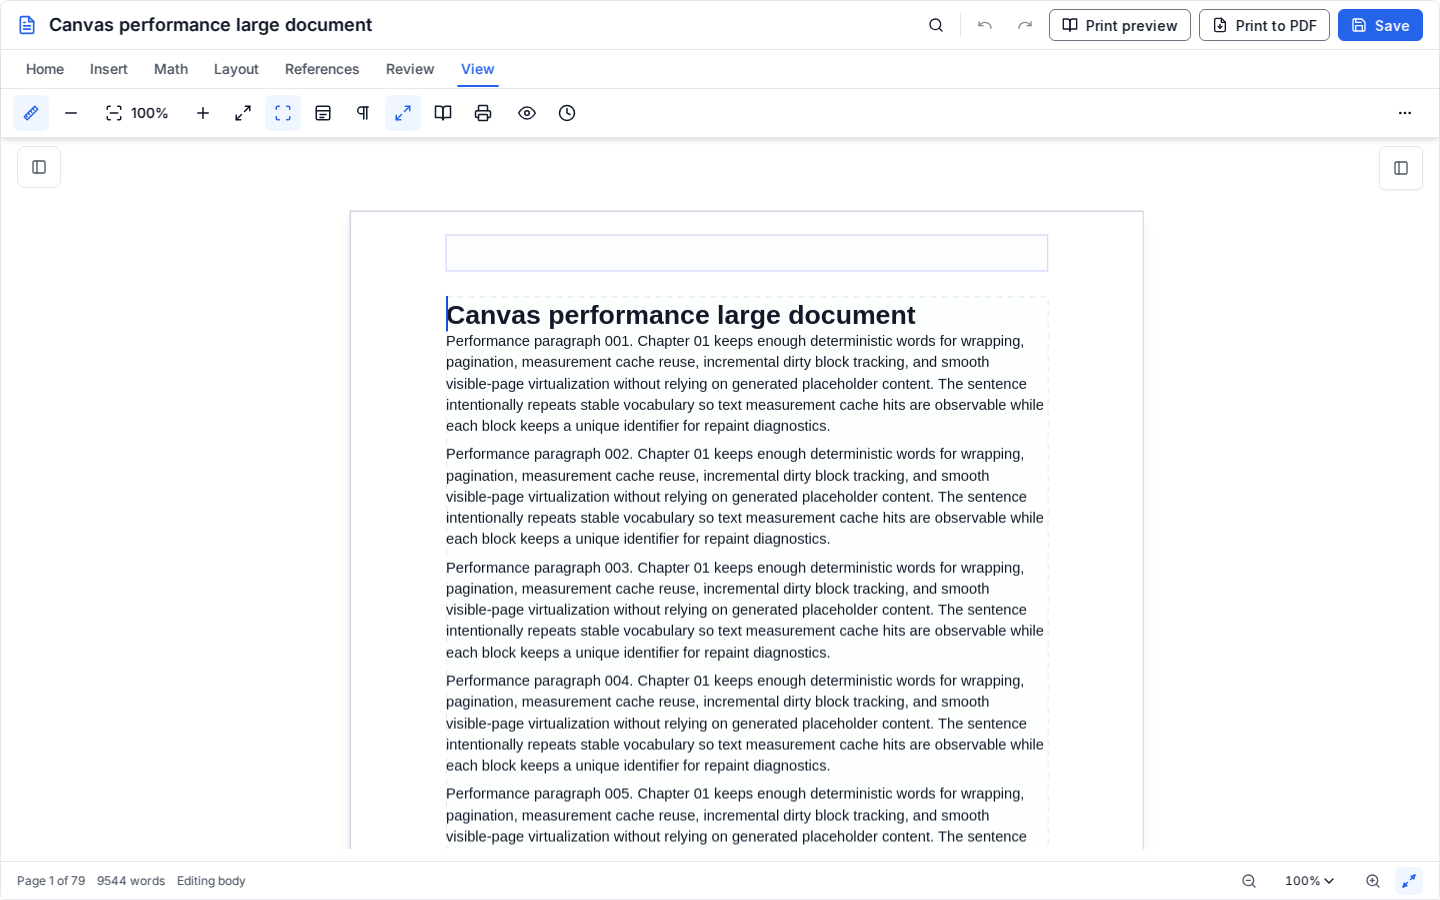 Canvas performance large document
Print preview
Print to PDF
Save
Home
Insert
Math
Layout
References
Review
View
100%
Canvas performance large document
Performance paragraph 001. Chapter 01 keeps enough deterministic words for wrapping,
pagination, measurement cache reuse, incremental dirty block tracking, and smooth
visible-page virtualization without relying on generated placeholder content. The sentence
intentionally repeats stable vocabulary so text measurement cache hits are observable while
each block keeps a unique identifier for repaint diagnostics.
Performance paragraph 002. Chapter 01 keeps enough deterministic words for wrapping,
pagination, measurement cache reuse, incremental dirty block tracking, and smooth
visible-page virtualization without relying on generated placeholder content. The sentence
intentionally repeats stable vocabulary so text measurement cache hits are observable while
each block keeps a unique identifier for repaint diagnostics.
Performance paragraph 003. Chapter 01 keeps enough deterministic words for wrapping,
pagination, measurement cache reuse, incremental dirty block tracking, and smooth
visible-page virtualization without relying on generated placeholder content. The sentence
intentionally repeats stable vocabulary so text measurement cache hits are observable while
each block keeps a unique identifier for repaint diagnostics.
Performance paragraph 004. Chapter 01 keeps enough deterministic words for wrapping,
pagination, measurement cache reuse, incremental dirty block tracking, and smooth
visible-page virtualization without relying on generated placeholder content. The sentence
intentionally repeats stable vocabulary so text measurement cache hits are observable while
each block keeps a unique identifier for repaint diagnostics.
Performance paragraph 005. Chapter 01 keeps enough deterministic words for wrapping,
pagination, measurement cache reuse, incremental dirty block tracking, and smooth
visible-page virtualization without relying on generated placeholder content. The sentence
Page 1 of 79
9544 words
Editing body
100%